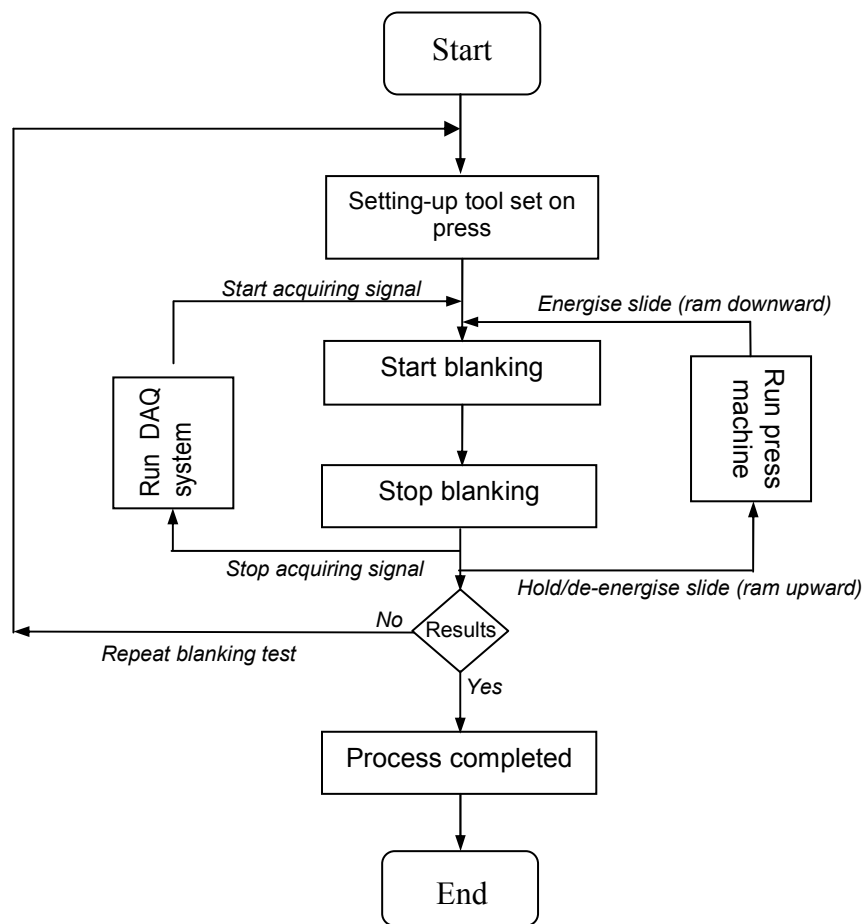 Start
Setting-up tool set on
press
Start acquiring signal
Energise slide (ram downward)
Start blanking
Run DAQ
system
Run press
machine
Stop blanking
Stop acquiring signal
Hold/de-energise slide (ram upward)
No
Results
Repeat blanking test
Yes
Process completed
End